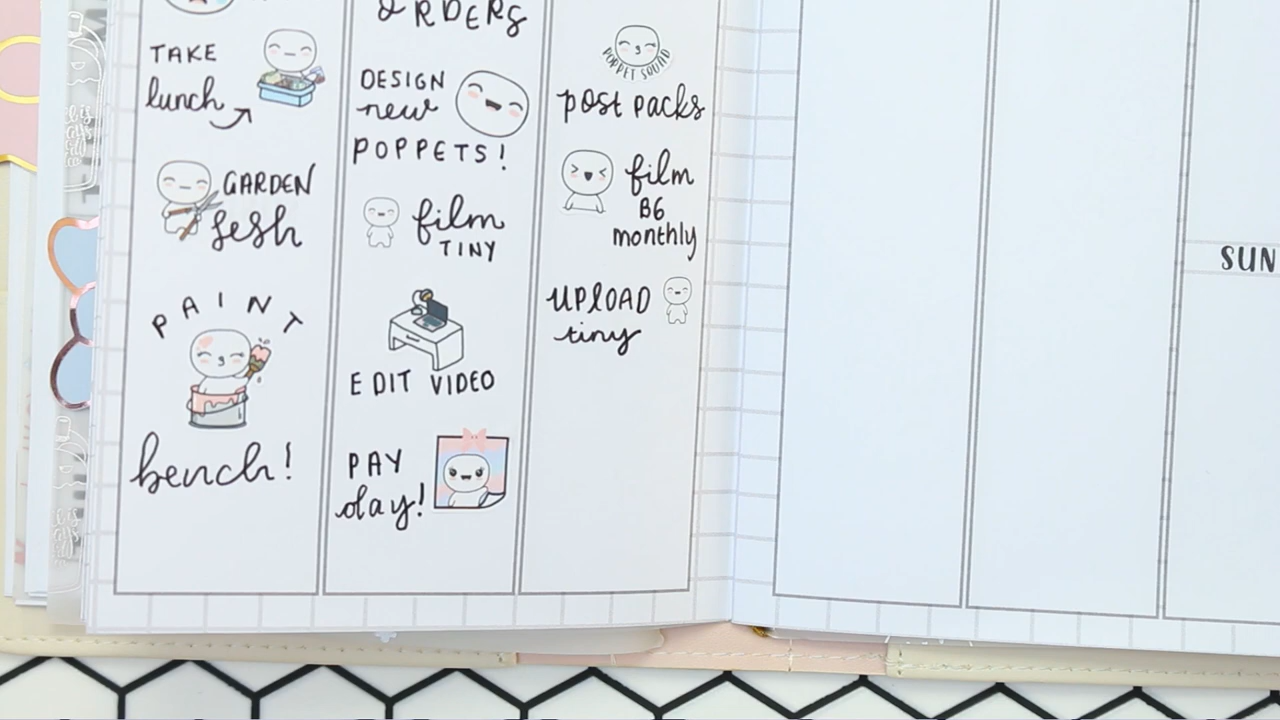 TAKE
lunch
GARDEN
sesh
PAINT
bench!
ORDERS
DESIGN
new
POPPETS!
film
TINY
EDIT VIDEO
PAY
day!
POPPET SQUAD
post packs
film
B6
monthly
UPLOAD
tiny
SUN